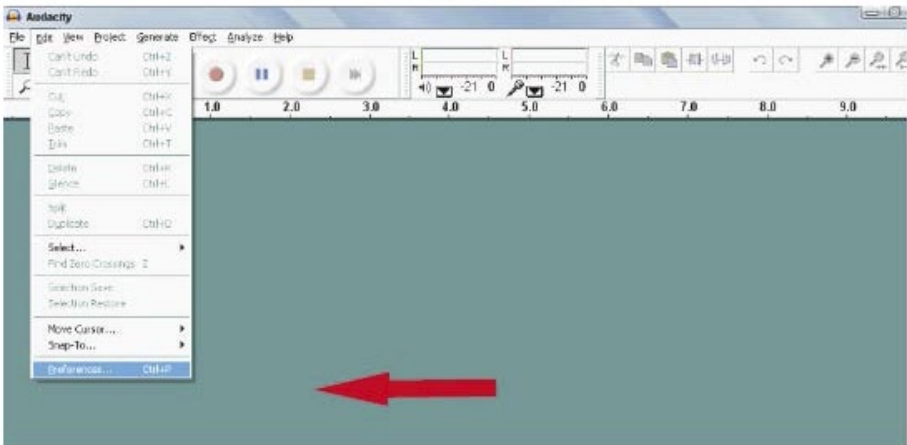 Audacity
File Edit View Project Generate Effect Analyze Help
Can't Undo Ctrl+Z
Can't Redo Ctrl+Y
L
R
L
R
-21 0
-21 0
Cut Ctrl+X
Copy Ctrl+C
Paste Ctrl+V
Trim Ctrl+T
1.0 2.0 3.0 4.0 5.0 6.0 7.0 8.0 9.0
Delete Ctrl+K
Silence Ctrl+L
Split
Duplicate Ctrl+D
Select...
Find Zero Crossings Z
Selection Save
Selection Restore
Move Cursor...
Snap-To...
Preferences... Ctrl+P